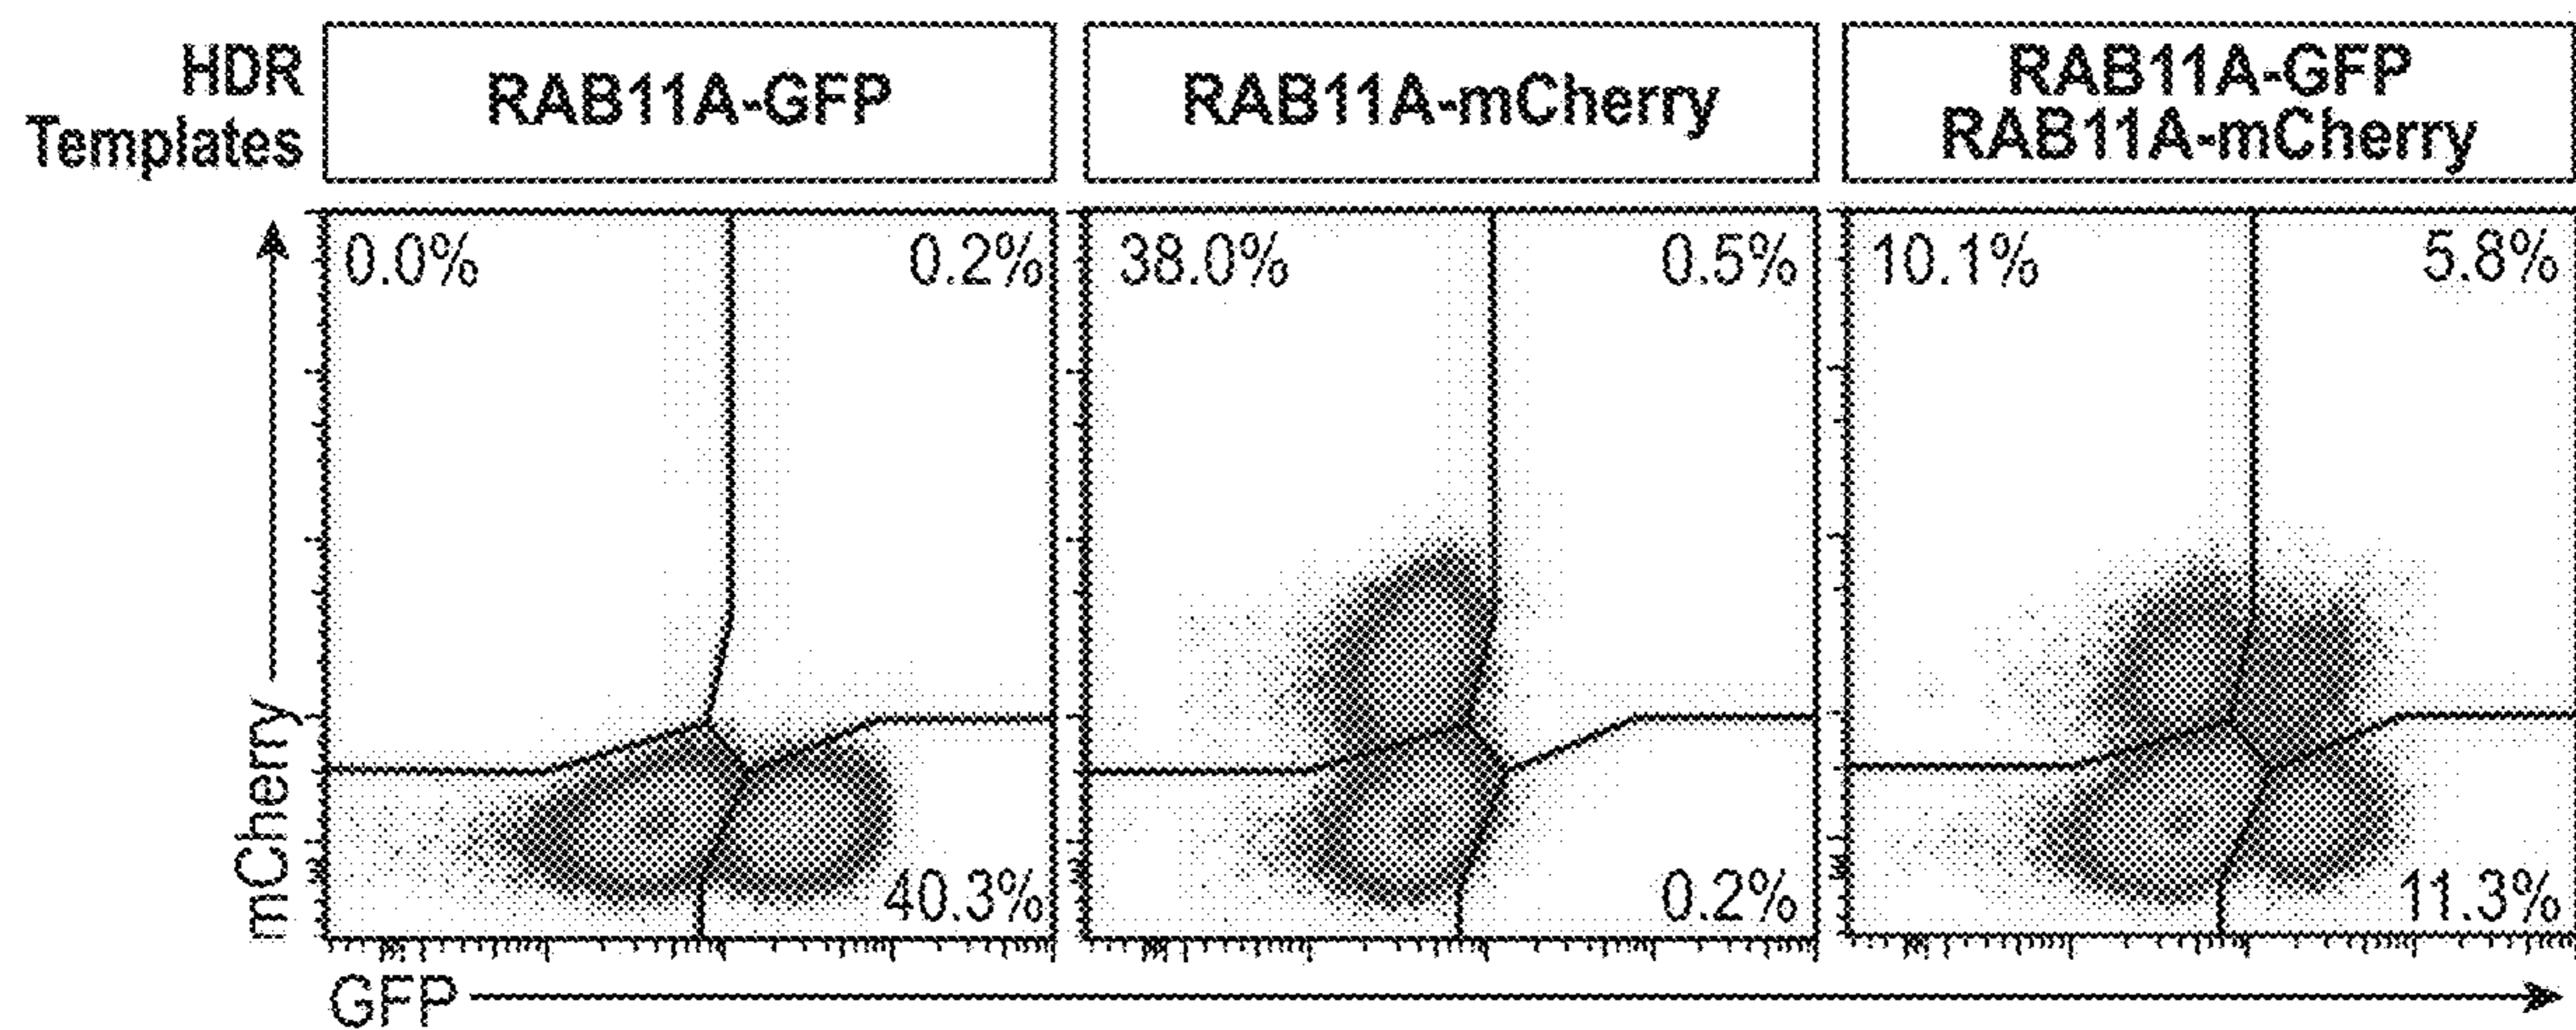 HDR
Templates
RAB11A-GFP
RAB11A-mCherry
RAB11A-GFP
RAB11A-mCherry
0.0%
0.2%
40.3%
38.0%
0.5%
0.2%
10.1%
5.8%
11.3%
mCherry
GFP